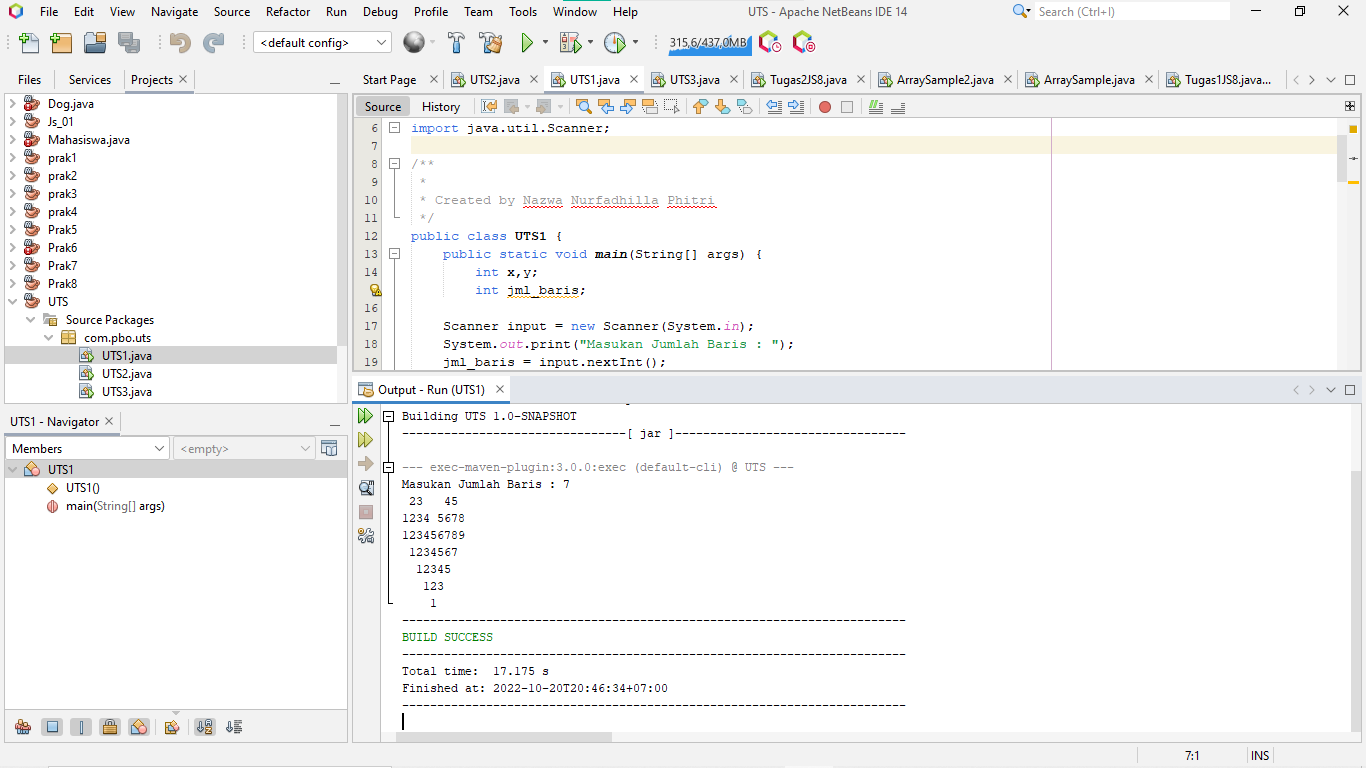 File Edit View Navigate Source Refactor Run Debug Profile Team Tools Window Help UTS - Apache NetBeans IDE 14 Search (Ctrl+I)
<default config> 315,6/437,0MB
Files Services Projects
Start Page UTS2.java UTS1.java UTS3.java Tugas2JS8.java ArraySample2.java ArraySample.java Tugas1JS8.java...
Dog.java
Js_01
Mahasiswa.java
prak1
prak2
prak3
prak4
Prak5
Prak6
Prak7
Prak8
UTS
Source Packages
com.pbo.uts
UTS1.java
UTS2.java
UTS3.java
Source History
6 import java.util.Scanner;
7
8 /**
9 *
10 * Created by Nazwa Nurfadhilla Phitri
11 */
12 public class UTS1 {
13 public static void main(String[] args) {
14 int x,y;
int jml_baris;
16
17 Scanner input = new Scanner(System.in);
18 System.out.print("Masukan Jumlah Baris : ");
19 jml_baris = input.nextInt();
UTS1 - Navigator
Members <empty>
UTS1
UTS1()
main(String[] args)
Output - Run (UTS1)
Building UTS 1.0-SNAPSHOT
--------------------------------[ jar ]---------------------------------
--- exec-maven-plugin:3.0.0:exec (default-cli) @ UTS ---
Masukan Jumlah Baris : 7
 23   45
1234 5678
123456789
 1234567
  12345
   123
    1
------------------------------------------------------------------------
BUILD SUCCESS
------------------------------------------------------------------------
Total time:  17.175 s
Finished at: 2022-10-20T20:46:34+07:00
------------------------------------------------------------------------
7:1 INS